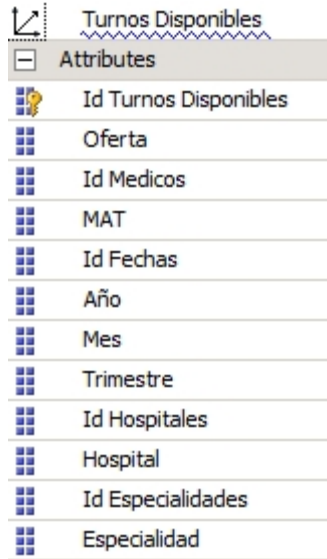 Turnos Disponibles
Attributes
Id Turnos Disponibles
Oferta
Id Medicos
MAT
Id Fechas
Año
Mes
Trimestre
Id Hospitales
Hospital
Id Especialidades
Especialidad